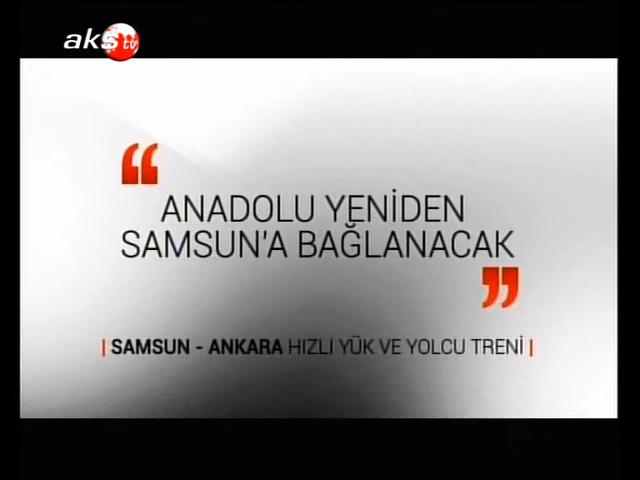 aks tv
“
ANADOLU YENİDEN
SAMSUN'A BAĞLANACAK
”
| SAMSUN - ANKARA HIZLI YÜK VE YOLCU TRENİ |